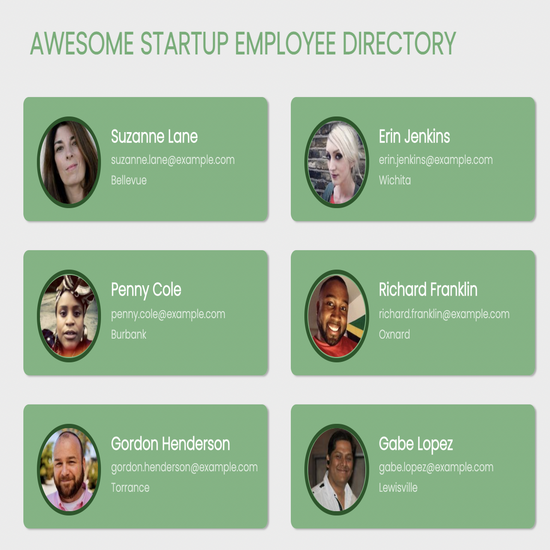 AWESOME STARTUP EMPLOYEE DIRECTORY
Suzanne Lane
suzanne.lane@example.com
Bellevue
Erin Jenkins
erin.jenkins@example.com
Wichita
Penny Cole
penny.cole@example.com
Burbank
Richard Franklin
richard.franklin@example.com
Oxnard
Gordon Henderson
gordon.henderson@example.com
Torrance
Gabe Lopez
gabe.lopez@example.com
Lewisville